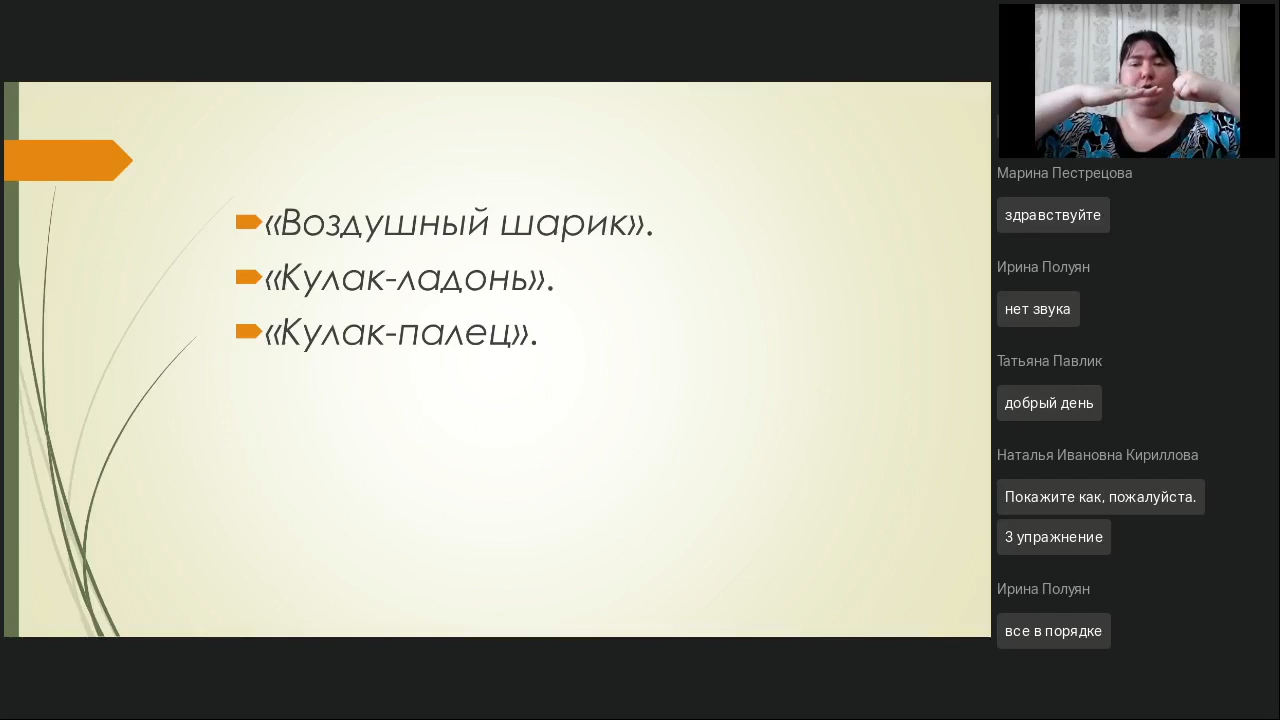 «Воздушный шарик».
«Кулак-ладонь».
«Кулак-палец».
Марина Пестрецова
здравствуйте
Ирина Полуян
нет звука
Татьяна Павлик
добрый день
Наталья Ивановна Кириллова
Покажите как, пожалуйста.
3 упражнение
Ирина Полуян
все в порядке